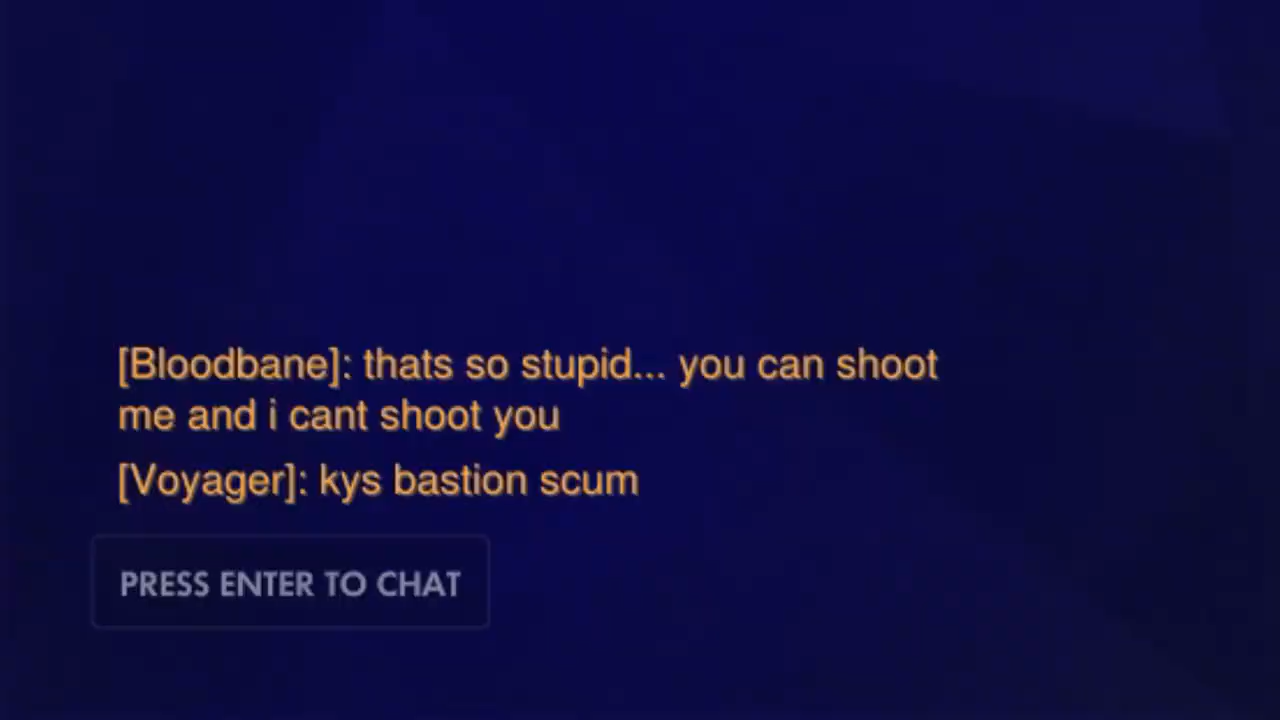 [Bloodbane]: thats so stupid... you can shoot
me and i cant shoot you
[Voyager]: kys bastion scum
PRESS ENTER TO CHAT